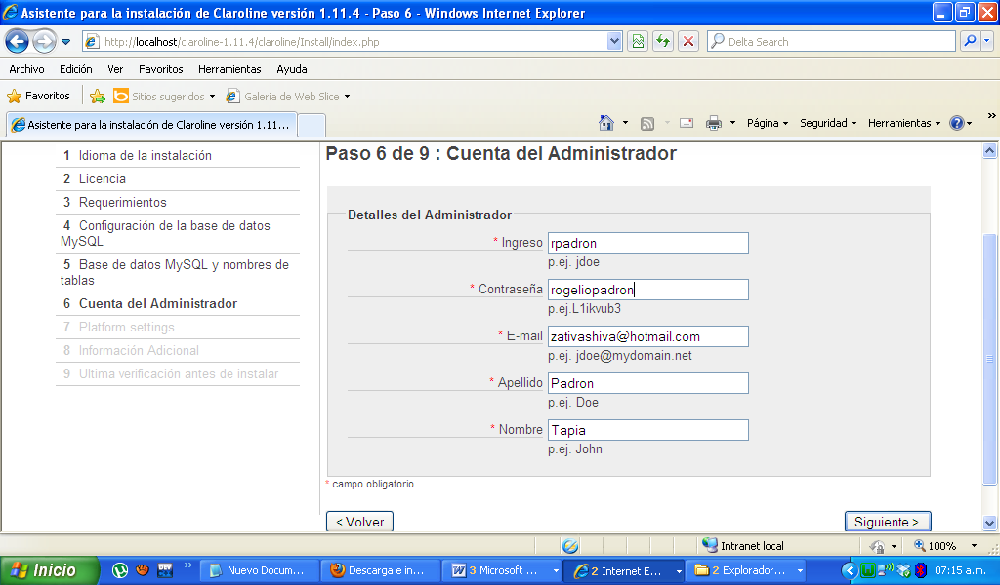 Asistente para la instalación de Claroline versión 1.11.4 - Paso 6 - Windows Internet Explorer
http://localhost/claroline-1.11.4/claroline/Install/index.php
Delta Search
Archivo Edición Ver Favoritos Herramientas Ayuda
Favoritos Sitios sugeridos Galería de Web Slice
Asistente para la instalación de Claroline versión 1.11...
Página Seguridad Herramientas »
1 Idioma de la instalación
2 Licencia
3 Requerimientos
4 Configuración de la base de datos
MySQL
5 Base de datos MySQL y nombres de
tablas
6 Cuenta del Administrador
7 Platform settings
8 Información Adicional
9 Ultima verificación antes de instalar
Paso 6 de 9 : Cuenta del Administrador
Detalles del Administrador
* Ingreso rpadron
p.ej. jdoe
* Contraseña rogeliopadron
p.ej.L1ikvub3
* E-mail zativashiva@hotmail.com
p.ej. jdoe@mydomain.net
* Apellido Padron
p.ej. Doe
* Nombre Tapia
p.ej. John
* campo obligatorio
< Volver Siguiente >
Intranet local 100%
Inicio » Nuevo Docum... Descarga e in... 3 Microsoft ... 2 Internet E... 2 Explorador... 07:15 a.m.